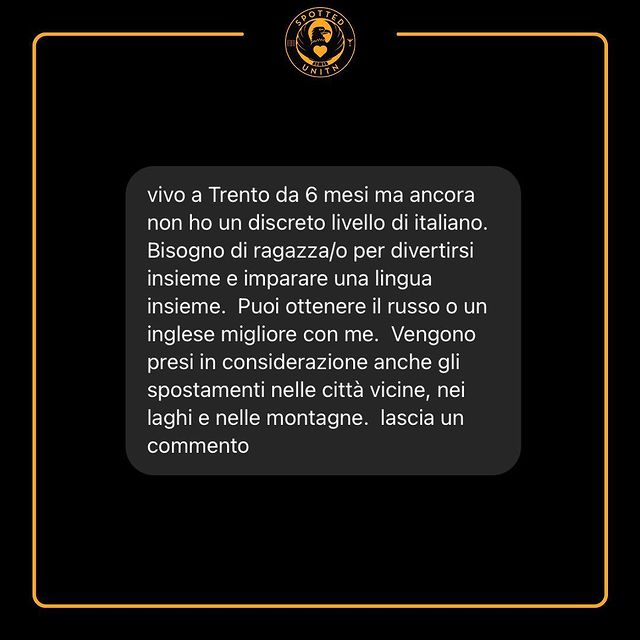 SPOTTED
UNITN
vivo a Trento da 6 mesi ma ancora
non ho un discreto livello di italiano.
Bisogno di ragazza/o per divertirsi
insieme e imparare una lingua
insieme.  Puoi ottenere il russo o un
inglese migliore con me.  Vengono
presi in considerazione anche gli
spostamenti nelle città vicine, nei
laghi e nelle montagne.  lascia un
commento